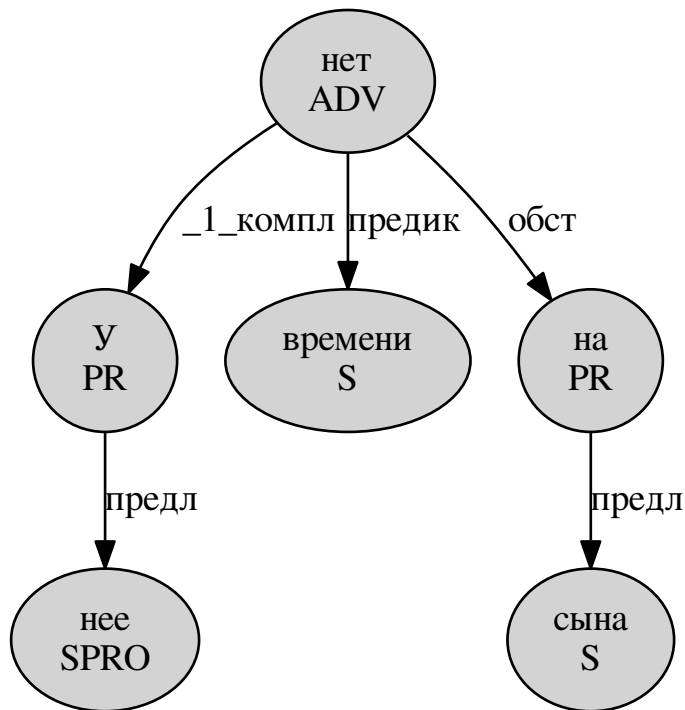 нет
ADV
_1_компл предик обст
У
PR
времени
S
на
PR
предл
предл
нее
SPRO
сына
S